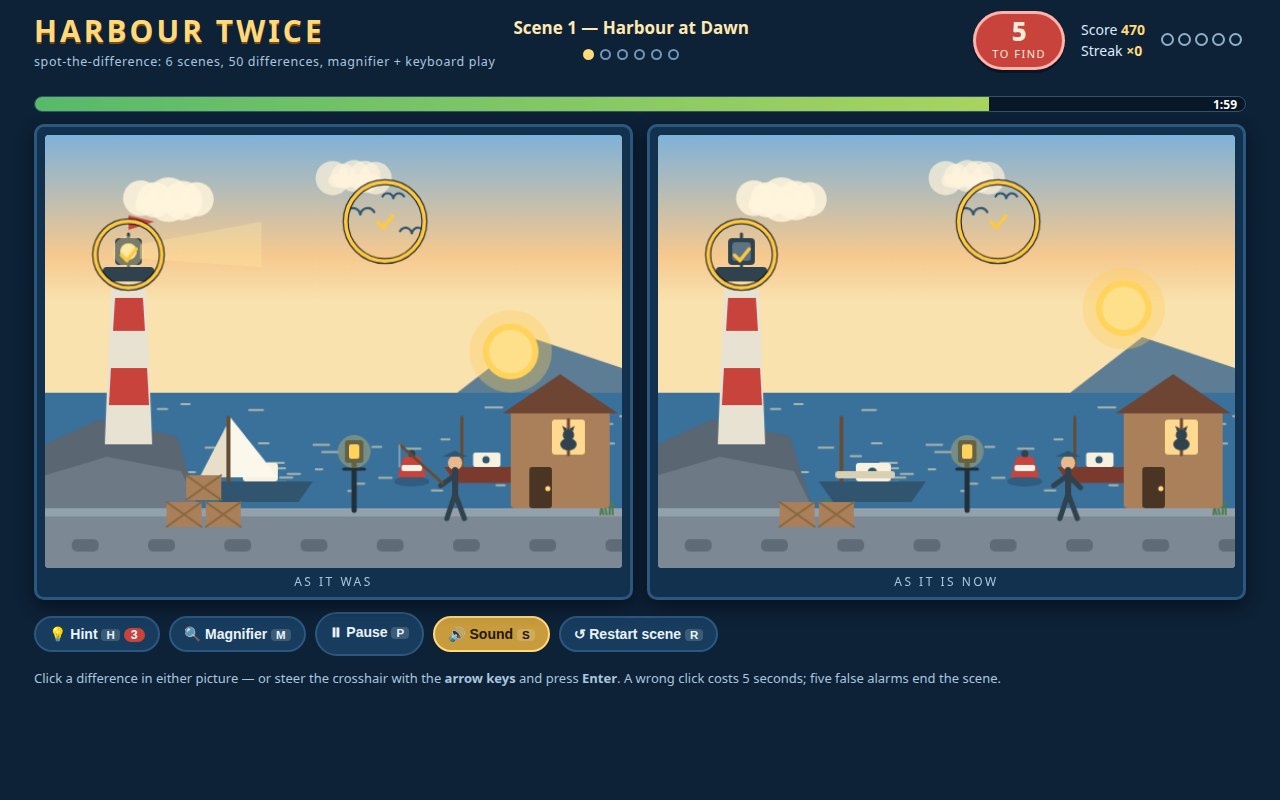 HARBOUR TWICE
spot-the-difference: 6 scenes, 50 differences, magnifier + keyboard play
Scene 1 — Harbour at Dawn
5
TO FIND
Score 470
Streak ×0
1:59
AS IT WAS
AS IT IS NOW
💡 Hint H 3
🔍 Magnifier M
⏸ Pause P
🔊 Sound S
↺ Restart scene R
Click a difference in either picture — or steer the crosshair with the arrow keys and press Enter. A wrong click costs 5 seconds; five false alarms end the scene.